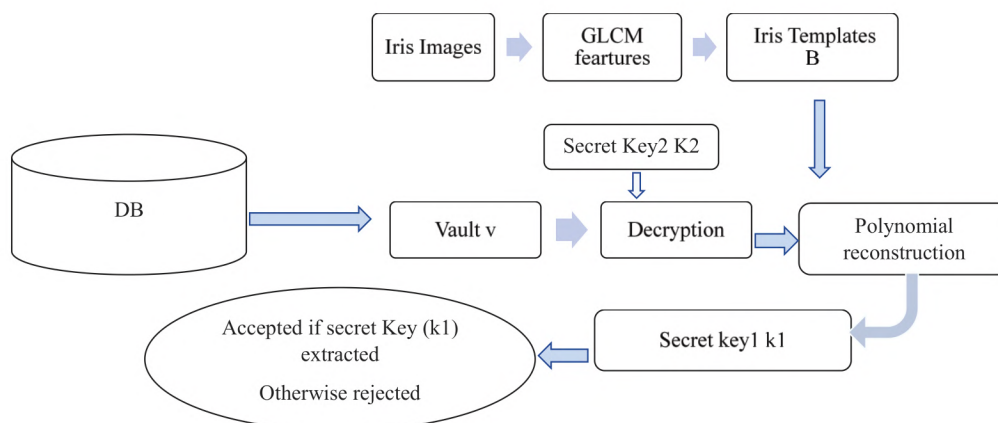 Iris Images
GLCM
feartures
Iris Templates
B
Secret Key2 K2
DB
Vault v
Decryption
Polynomial
reconstruction
Accepted if secret Key (k1)
extracted
Otherwise rejected
Secret key1 k1